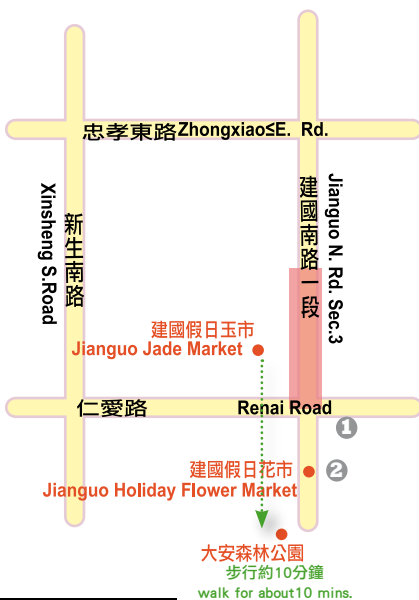 忠孝東路Zhongxiao≤E. Rd.
新生南路
Xinsheng S.Road
建國南路一段
Jianguo N. Rd. Sec.3
建國假日玉市
Jianguo Jade Market
仁愛路 Renai Road
❶
建國假日花市 ❷
Jianguo Holiday Flower Market
大安森林公園
步行約10分鐘
walk for about10 mins.